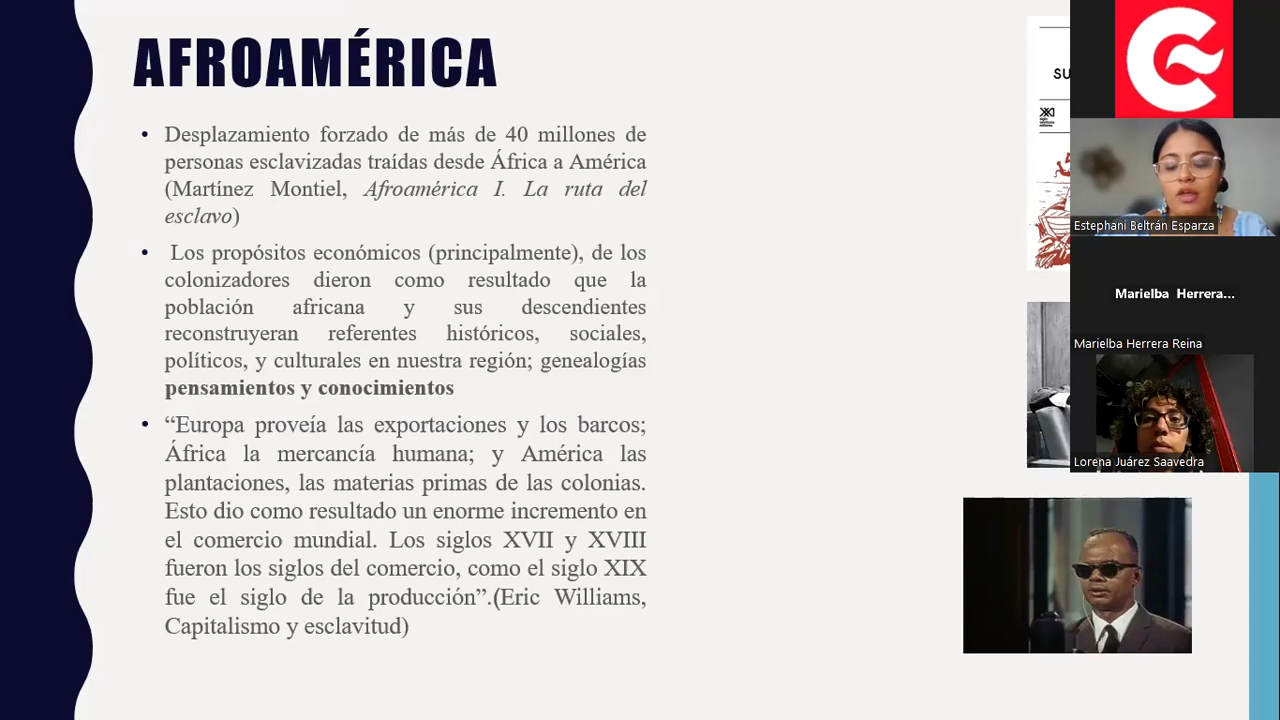 AFROAMÉRICA
• Desplazamiento forzado de más de 40 millones de
personas esclavizadas traídas desde África a América
(Martínez Montiel, Afroamérica I. La ruta del
esclavo)
• Los propósitos económicos (principalmente), de los
colonizadores dieron como resultado que la
población africana y sus descendientes
reconstruyeran referentes históricos, sociales,
políticos, y culturales en nuestra región; genealogías
pensamientos y conocimientos
• “Europa proveía las exportaciones y los barcos;
África la mercancía humana; y América las
plantaciones, las materias primas de las colonias.
Esto dio como resultado un enorme incremento en
el comercio mundial. Los siglos XVII y XVIII
fueron los siglos del comercio, como el siglo XIX
fue el siglo de la producción”.(Eric Williams,
Capitalismo y esclavitud)
SU
Estephani Beltrán Esparza
Marielba Herrera...
Marielba Herrera Reina
Lorena Juárez Saavedra